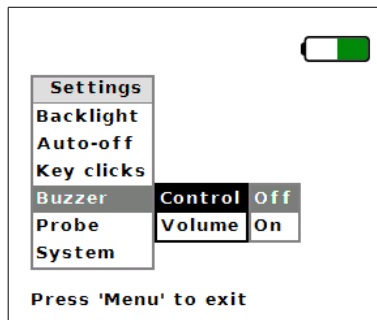 Settings
Backlight
Auto-off
Key clicks
Buzzer Control Off
Probe Volume On
System
Press 'Menu' to exit